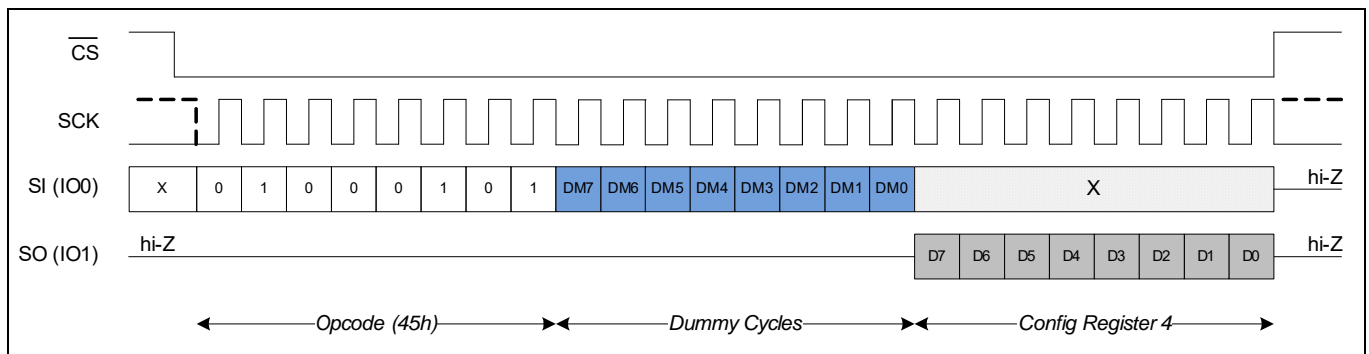 CS
SCK
SI (IO0) X 0 1 0 0 0 1 0 1 DM7 DM6 DM5 DM4 DM3 DM2 DM1 DM0 X hi-Z
SO (IO1) hi-Z D7 D6 D5 D4 D3 D2 D1 D0 hi-Z
Opcode (45h) Dummy Cycles Config Register 4